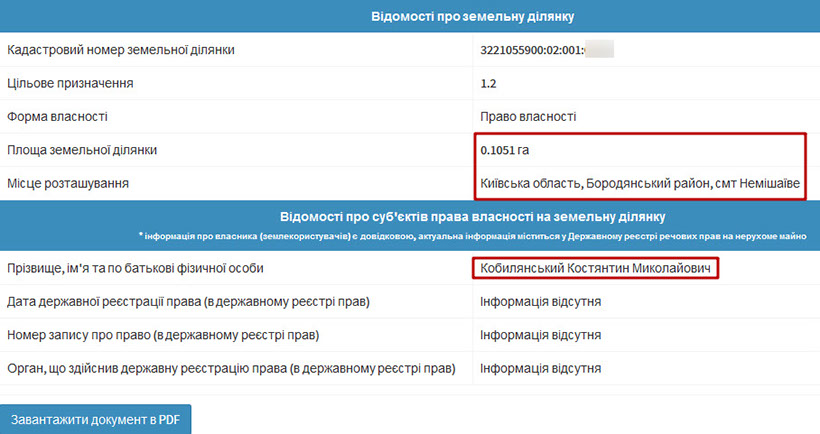 Відомості про земельну ділянку
Кадастровий номер земельної ділянки 3221055900:02:001:
Цільове призначення 1.2
Форма власності Право власності
Площа земельної ділянки 0.1051 га
Місце розташування Київська область, Бородянський район, смт Немішаїве
Відомості про суб'єктів права власності на земельну ділянку
* інформація про власника (землекористувачів) є довідковою, актуальна інформація міститься у Державному реєстрі речових прав на нерухоме майно
Прізвище, ім'я та по батькові фізичної особи Кобилянський Костянтин Миколайович
Дата державної реєстрації права (в державному реєстрі прав) Інформація відсутня
Номер запису про право (в державному реєстрі прав) Інформація відсутня
Орган, що здійснив державну реєстрацію права (в державному реєстрі прав) Інформація відсутня
Завантажити документ в PDF